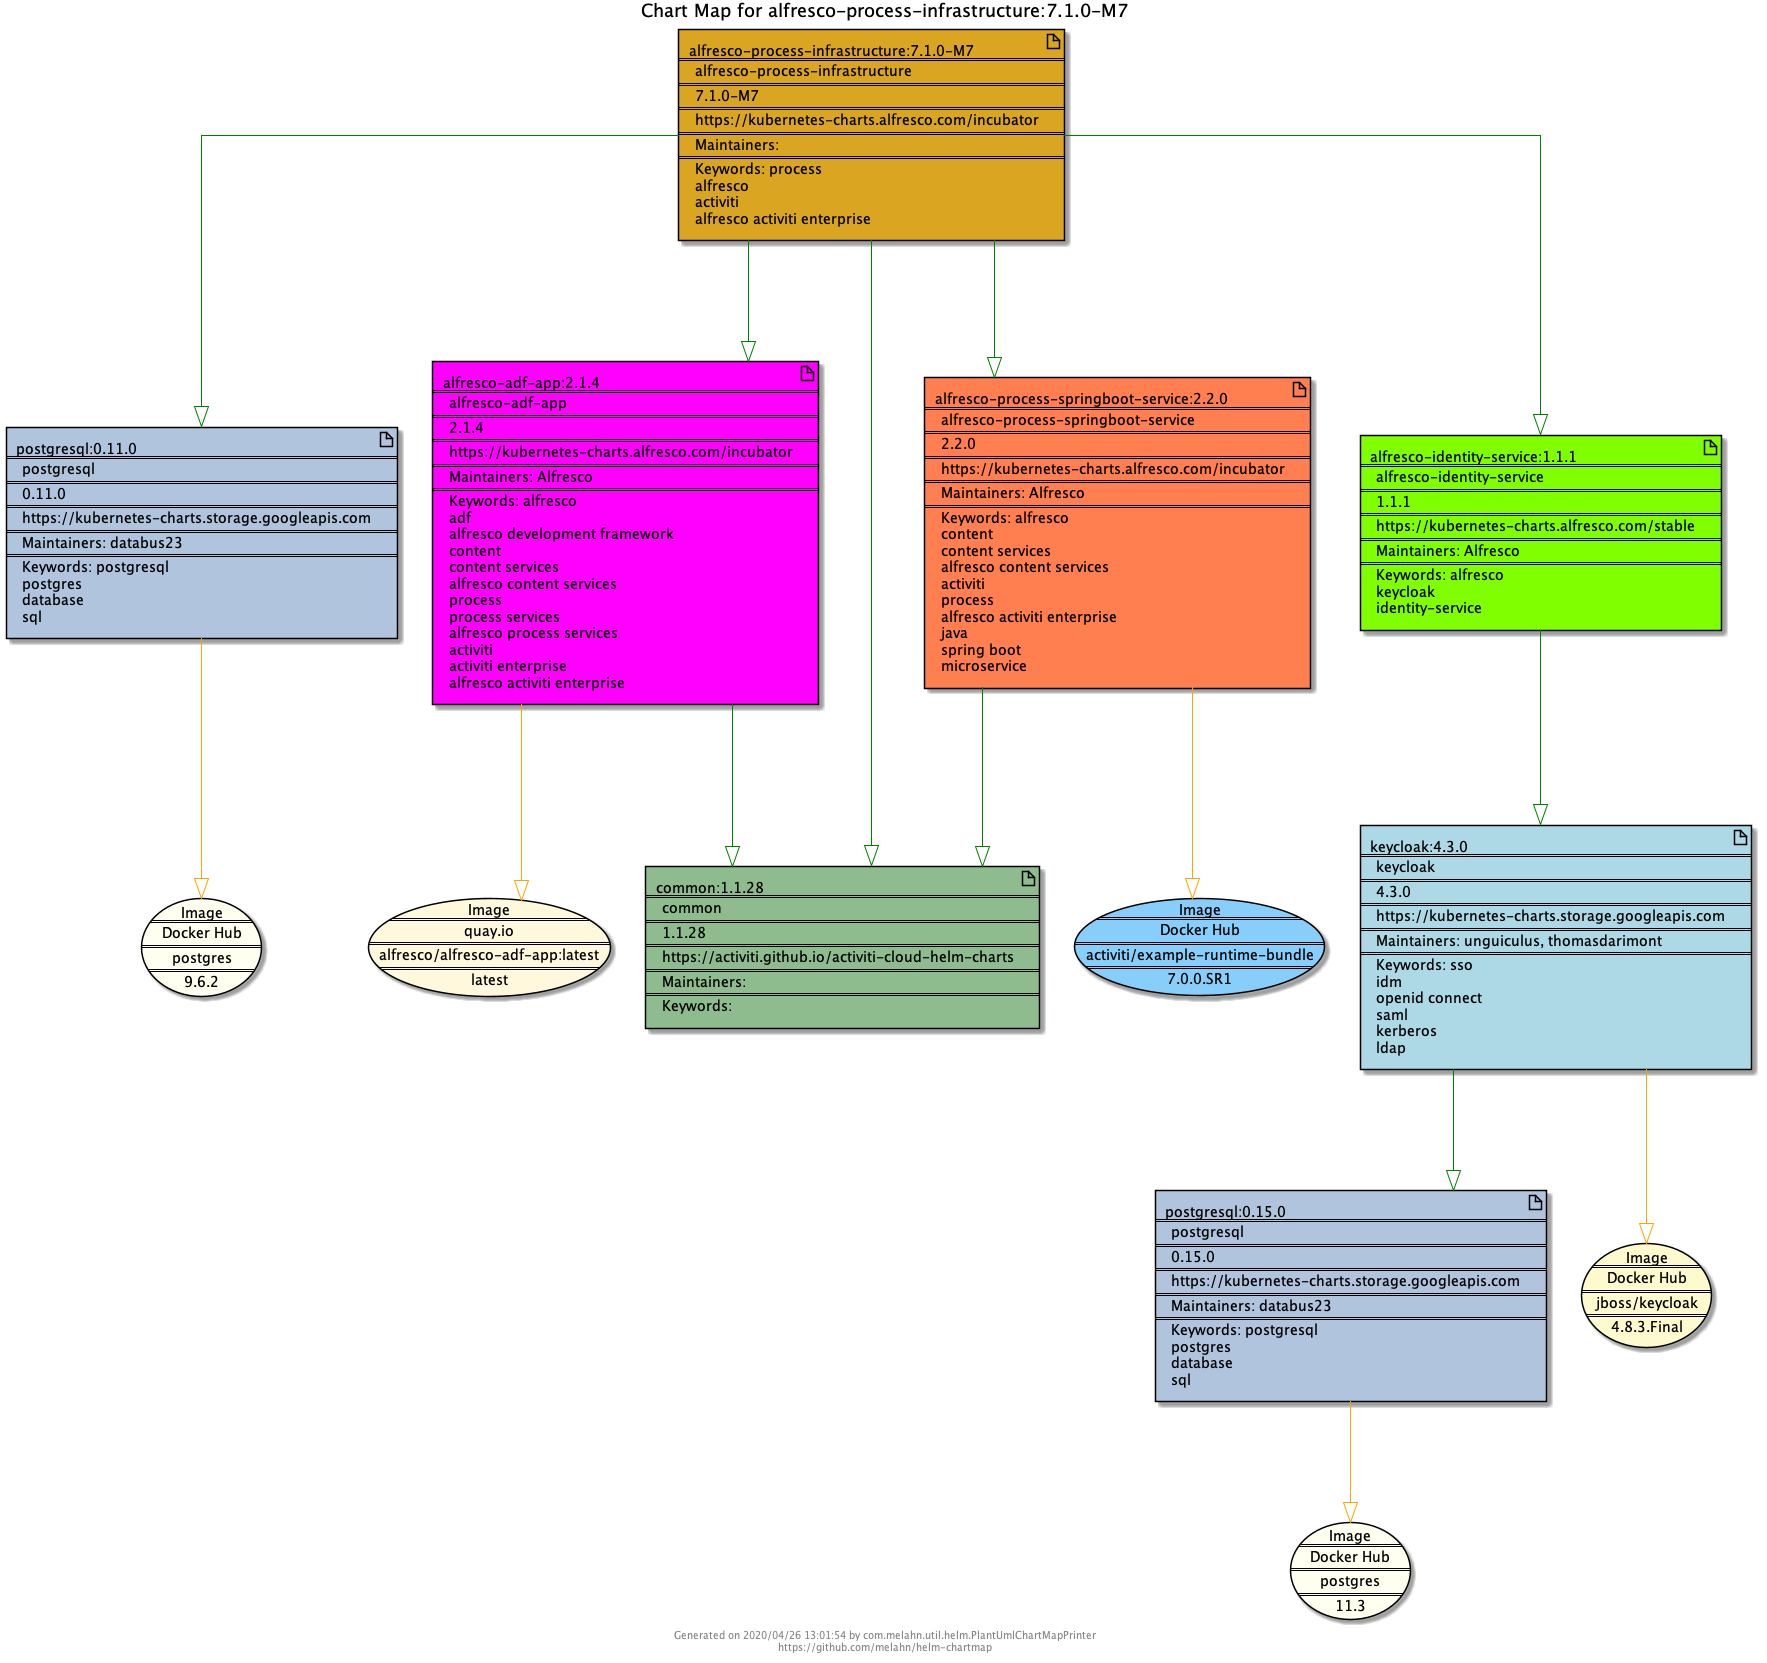 Chart Map for alfresco-process-infrastructure:7.1.0-M7
alfresco-process-infrastructure:7.1.0-M7
alfresco-process-infrastructure
7.1.0-M7
https://kubernetes-charts.alfresco.com/incubator
Maintainers:
Keywords: process
alfresco
activiti
alfresco activiti enterprise
postgresql:0.11.0
postgresql
0.11.0
https://kubernetes-charts.storage.googleapis.com
Maintainers: databus23
Keywords: postgresql
postgres
database
sql
alfresco-adf-app:2.1.4
alfresco-adf-app
2.1.4
https://kubernetes-charts.alfresco.com/incubator
Maintainers: Alfresco
Keywords: alfresco
adf
alfresco development framework
content
content services
alfresco content services
process
process services
alfresco process services
activiti
activiti enterprise
alfresco activiti enterprise
alfresco-process-springboot-service:2.2.0
alfresco-process-springboot-service
2.2.0
https://kubernetes-charts.alfresco.com/incubator
Maintainers: Alfresco
Keywords: alfresco
content
content services
alfresco content services
activiti
process
alfresco activiti enterprise
java
spring boot
microservice
alfresco-identity-service:1.1.1
alfresco-identity-service
1.1.1
https://kubernetes-charts.alfresco.com/stable
Maintainers: Alfresco
Keywords: alfresco
keycloak
identity-service
Image
Docker Hub
postgres
9.6.2
Image
quay.io
alfresco/alfresco-adf-app:latest
latest
common:1.1.28
common
1.1.28
https://activiti.github.io/activiti-cloud-helm-charts
Maintainers:
Keywords:
Image
Docker Hub
activiti/example-runtime-bundle
7.0.0.SR1
keycloak:4.3.0
keycloak
4.3.0
https://kubernetes-charts.storage.googleapis.com
Maintainers: unguiculus, thomasdarimont
Keywords: sso
idm
openid connect
saml
kerberos
ldap
postgresql:0.15.0
postgresql
0.15.0
https://kubernetes-charts.storage.googleapis.com
Maintainers: databus23
Keywords: postgresql
postgres
database
sql
Image
Docker Hub
jboss/keycloak
4.8.3.Final
Image
Docker Hub
postgres
11.3
Generated on 2020/04/26 13:01:54 by com.melahn.util.helm.PlantUmlChartMapPrinter
https://github.com/melahn/helm-chartmap